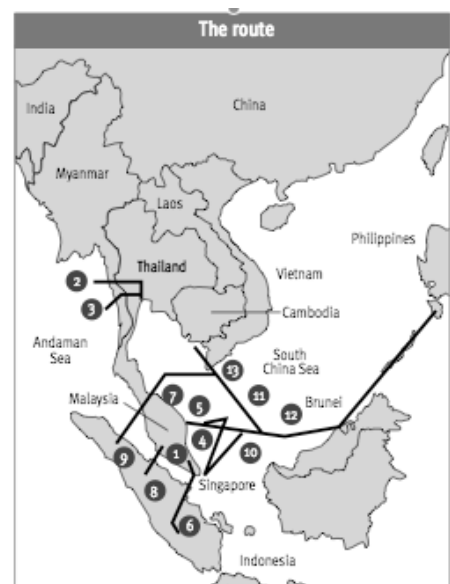 The route
India
China
Myanmar
Laos
Philippines
Thailand
Vietnam
2
3
Cambodia
Andaman
Sea
South
China Sea
13
Malaysia
7
5
11
12
Brunei
9
1
4
10
8
Singapore
6
Indonesia